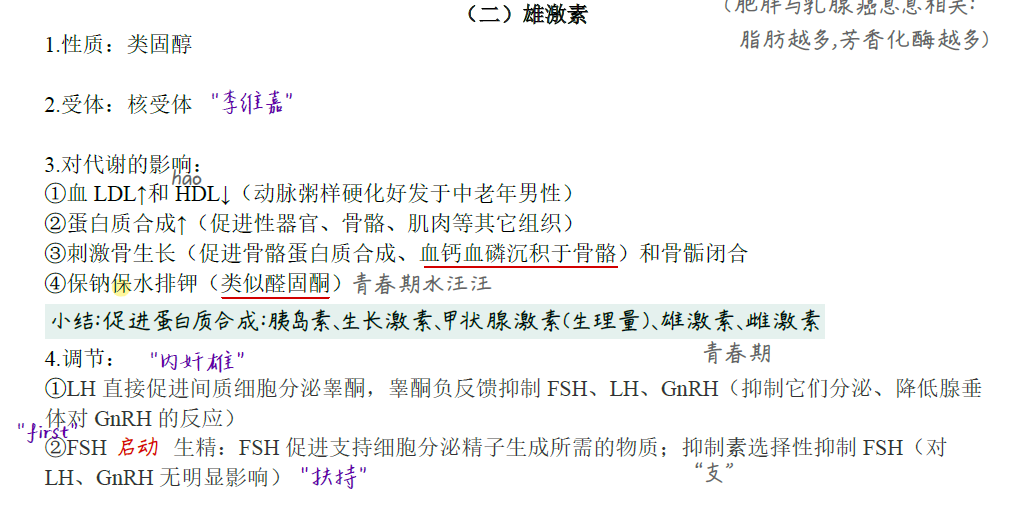 （二）雄激素
（肥胖与乳腺癌息息相关:
脂肪越多,芳香化酶越多）
1.性质：类固醇
2.受体：核受体 "李维嘉"
3.对代谢的影响：
hao
①血 LDL↑和 HDL↓（动脉粥样硬化好发于中老年男性）
②蛋白质合成↑（促进性器官、骨骼、肌肉等其它组织）
③刺激骨生长（促进骨骼蛋白质合成、血钙血磷沉积于骨骼）和骨骺闭合
④保钠保水排钾（类似醛固酮）青春期水汪汪
小结:促进蛋白质合成:胰岛素、生长激素、甲状腺激素(生理量)、雄激素、雌激素
4.调节： "内奸雄" 青春期
①LH 直接促进间质细胞分泌睾酮，睾酮负反馈抑制 FSH、LH、GnRH（抑制它们分泌、降低腺垂
体对 GnRH 的反应）
"first"
②FSH 启动 生精：FSH 促进支持细胞分泌精子生成所需的物质；抑制素选择性抑制 FSH（对
LH、GnRH 无明显影响） "扶持" “支”